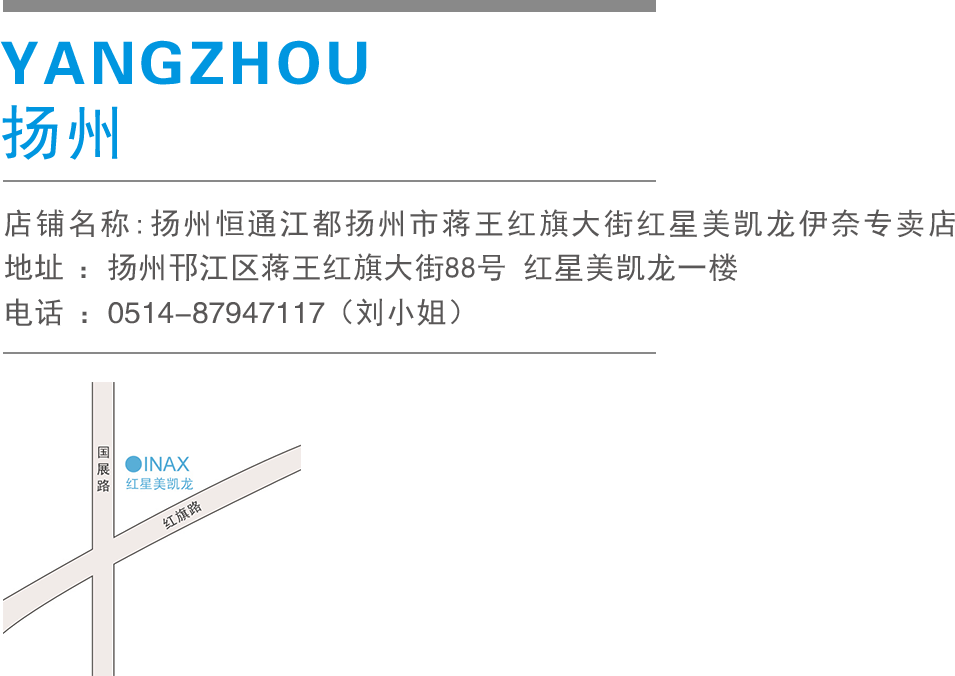 YANGZHOU
扬州
店铺名称:扬州恒通江都扬州市蒋王红旗大街红星美凯龙伊奈专卖店
地址 : 扬州邗江区蒋王红旗大街88号 红星美凯龙一楼
电话 : 0514-87947117（刘小姐）
国展路
INAX
红星美凯龙
红旗路